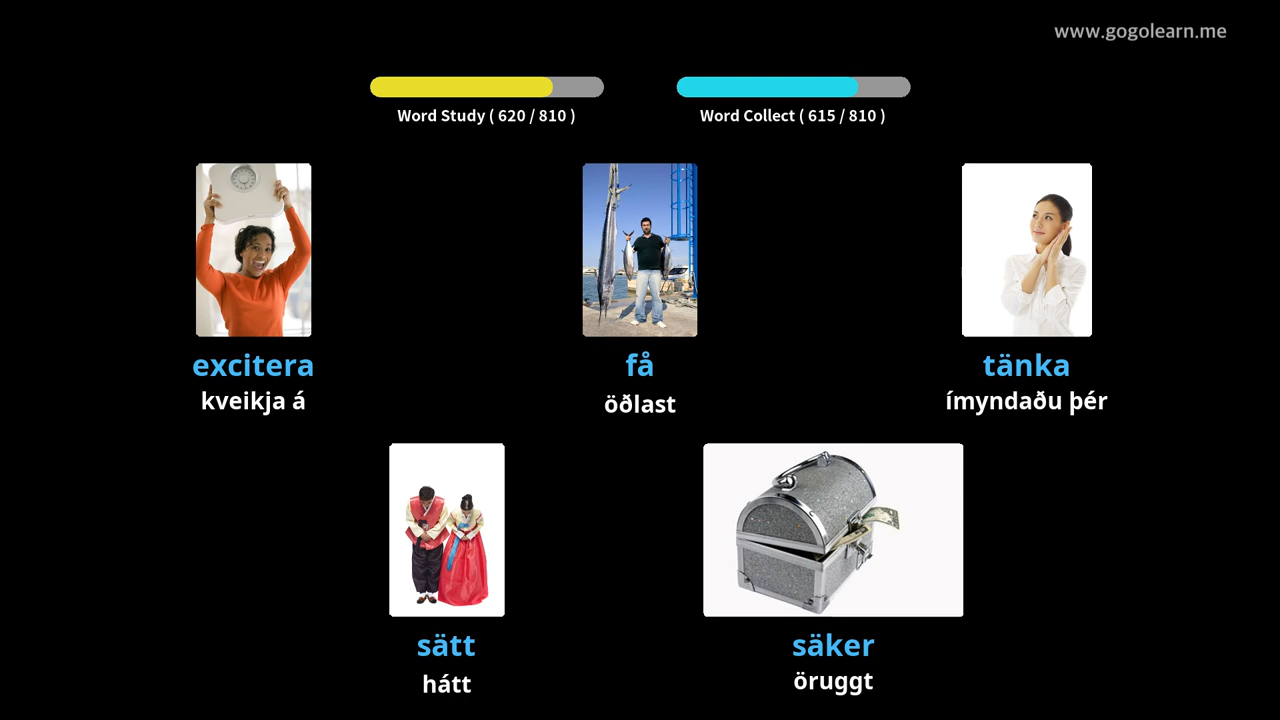 www.gogolearn.me
Word Study ( 620 / 810 )
Word Collect ( 615 / 810 )
excitera
kveikja á
få
öðlast
tänka
ímyndaðu þér
sätt
hátt
säker
öruggt